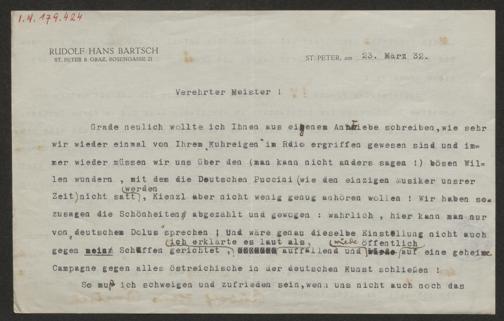 I.N. 179.424
RUDOLF HANS BARTSCH
ST. PETER B. GRAZ, ROSENGASSE 21
ST. PETER, am 23. März 32.
Verehrter Meister !
Grade neulich wollte ich Ihnen aus eigenem Antriebe schreiben, wie sehr
wir wieder einmal von Ihrem „Kuhreigen" im Rdio ergriffen gewesen sind und im=
mer wieder müssen wir uns über den (man kann nicht anders sagen !) bösen Wil=
len wundern, mit dem die Deutschen Puccini (wie den einzigen Musiker unsrer
Zeit) nicht satt werden, Kienzl aber nicht wenig genug anhören wollen ! Wir haben so=
zusagen die Schönheiten abgezählt und gewogen : wahrlich, hier kann man nur
von „deutschem Dolus" sprechen ! Und wäre genau dieselbe Einstellung nicht auch
gegen mein Schaffen gerichtet, (ich erklärte es laut als auffallend und würde öffentlich auf eine geheime
Campagne gegen alles östreichische in der deutschen Kunst schließen !
So muß ich schweigen und zufrieden sein, wenn uns nicht auch noch das